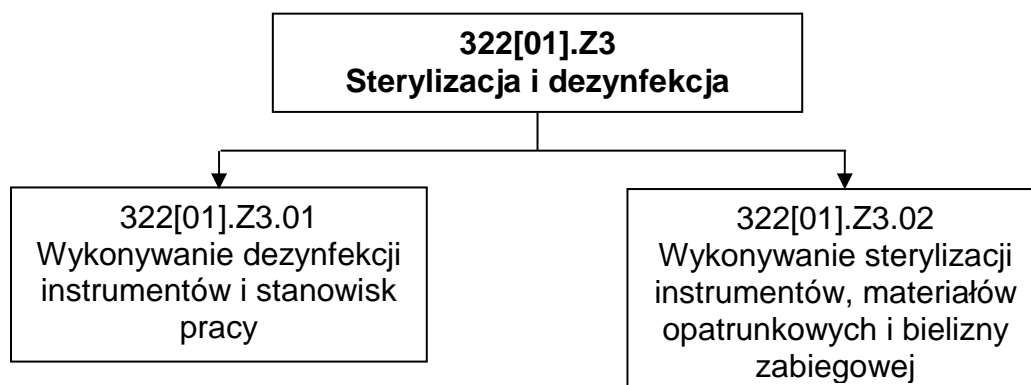 322[01].Z3
Sterylizacja i dezynfekcja
322[01].Z3.01
Wykonywanie dezynfekcji
instrumentów i stanowisk
pracy
322[01].Z3.02
Wykonywanie sterylizacji
instrumentów, materiałów
opatrunkowych i bielizny
zabiegowej